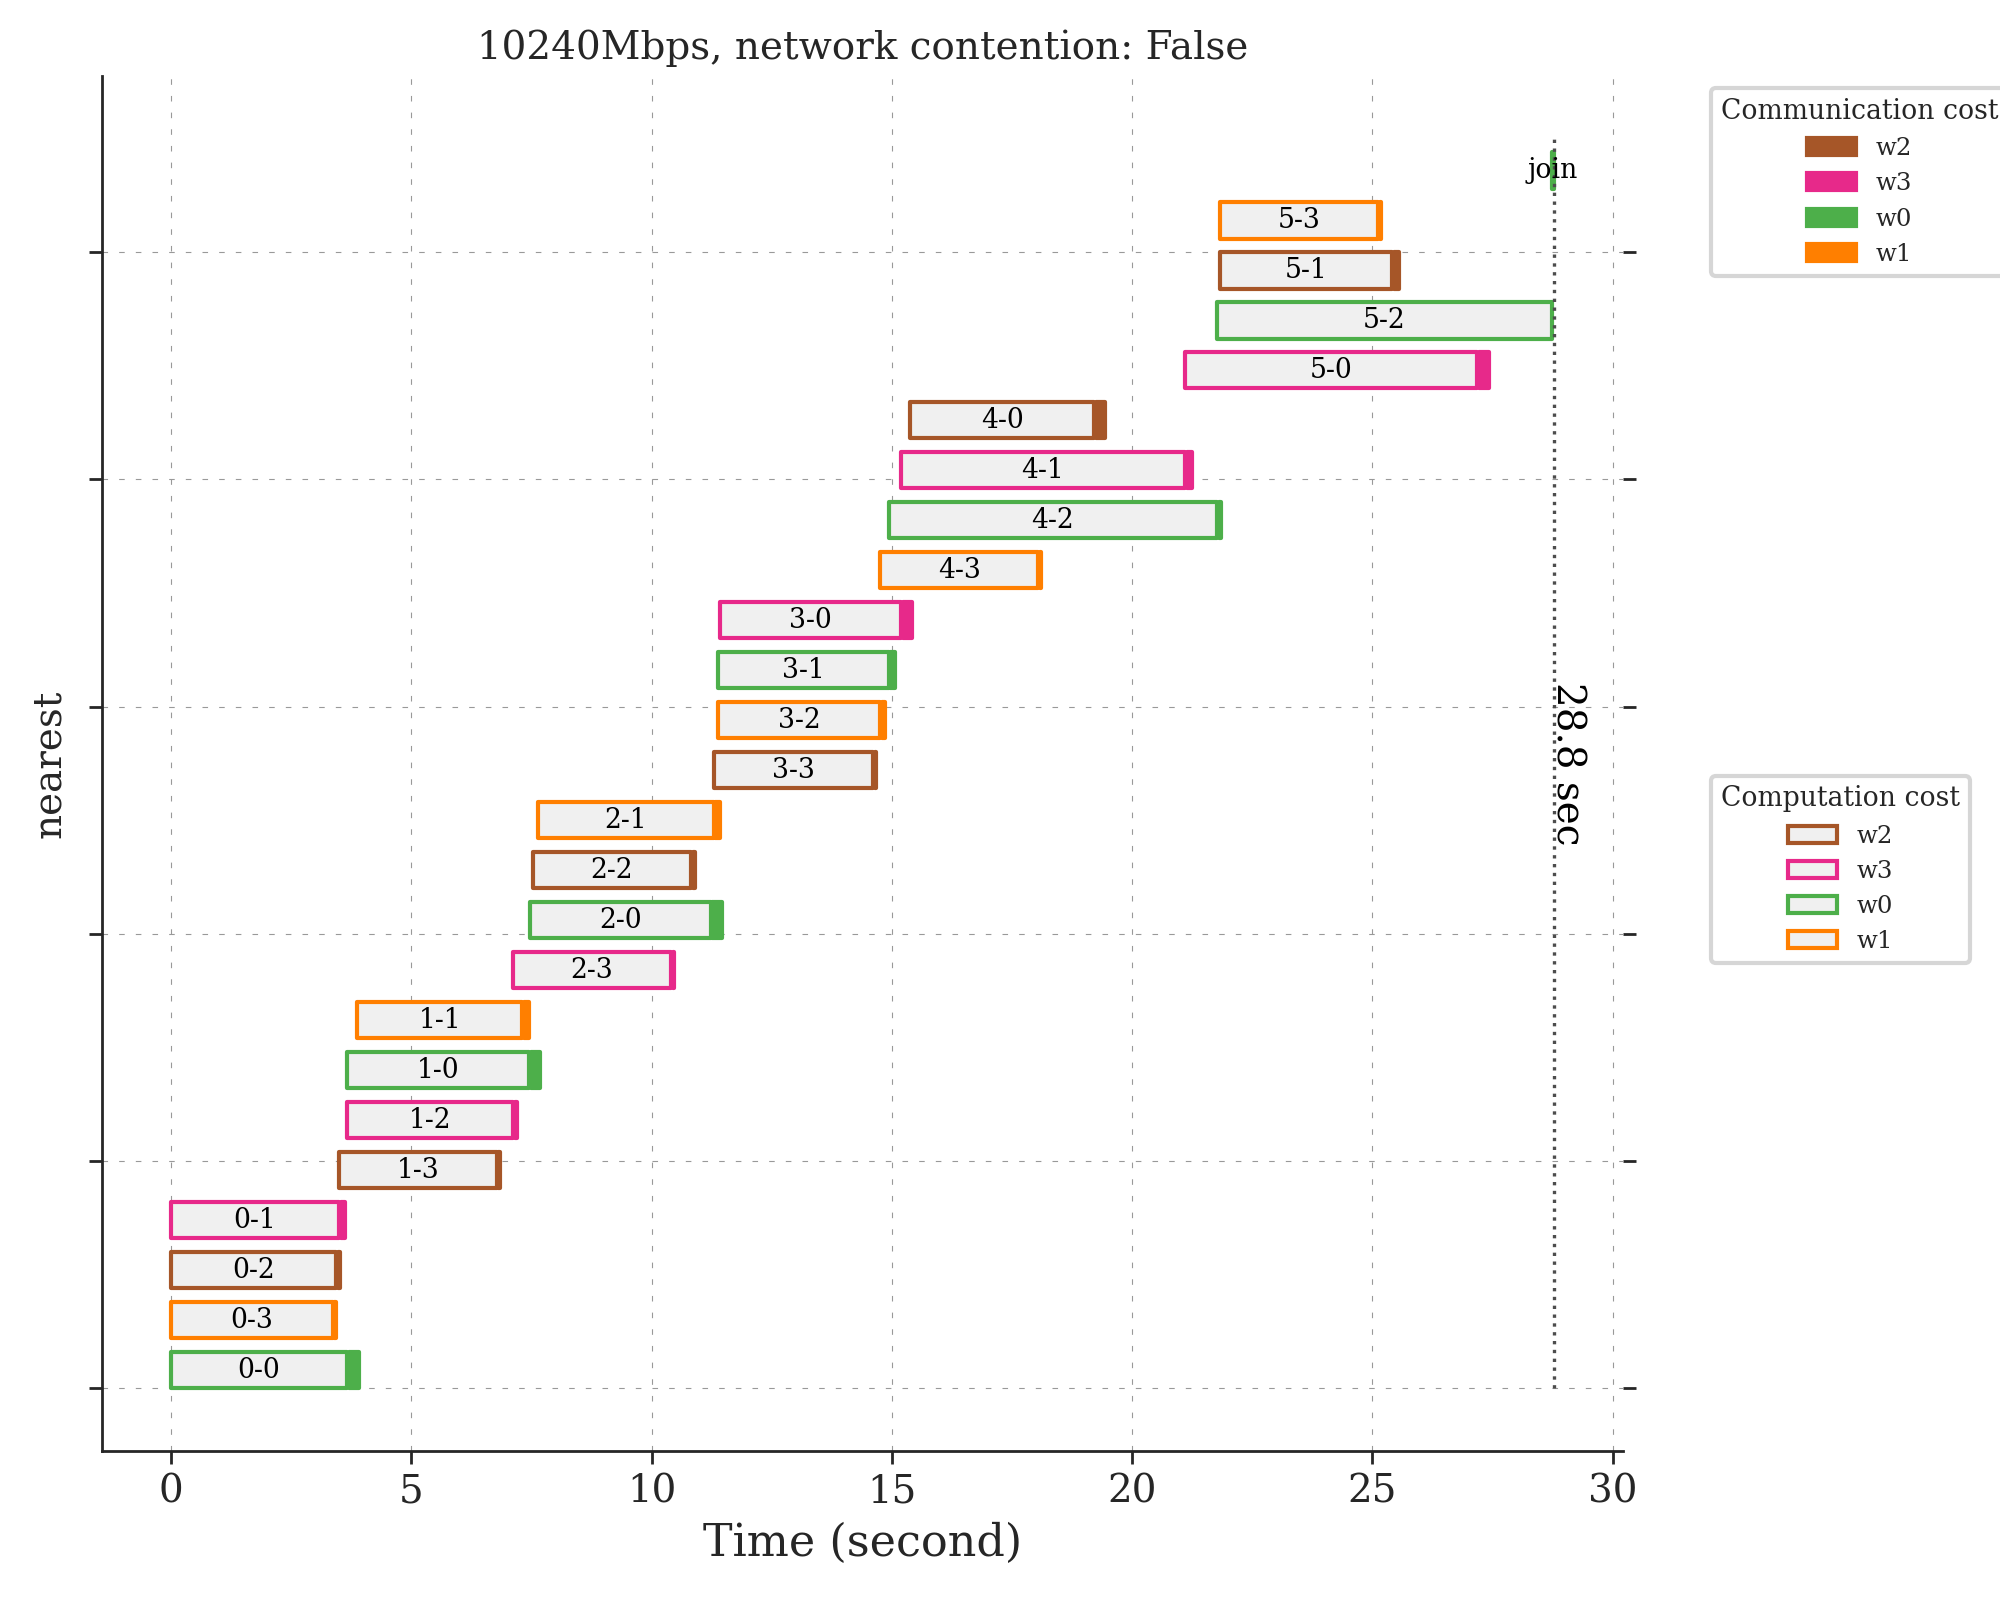 10240Mbps, network contention: False
Communication cost
w2
w3
w0
w1
join
5-3
5-1
5-2
5-0
4-0
4-1
4-2
4-3
3-0
3-1
3-2
3-3
2-1
2-2
2-0
2-3
1-1
1-0
1-2
1-3
0-1
0-2
0-3
0-0
28.8 sec
nearest
Computation cost
w2
w3
w0
w1
0 5 10 15 20 25 30
Time (second)